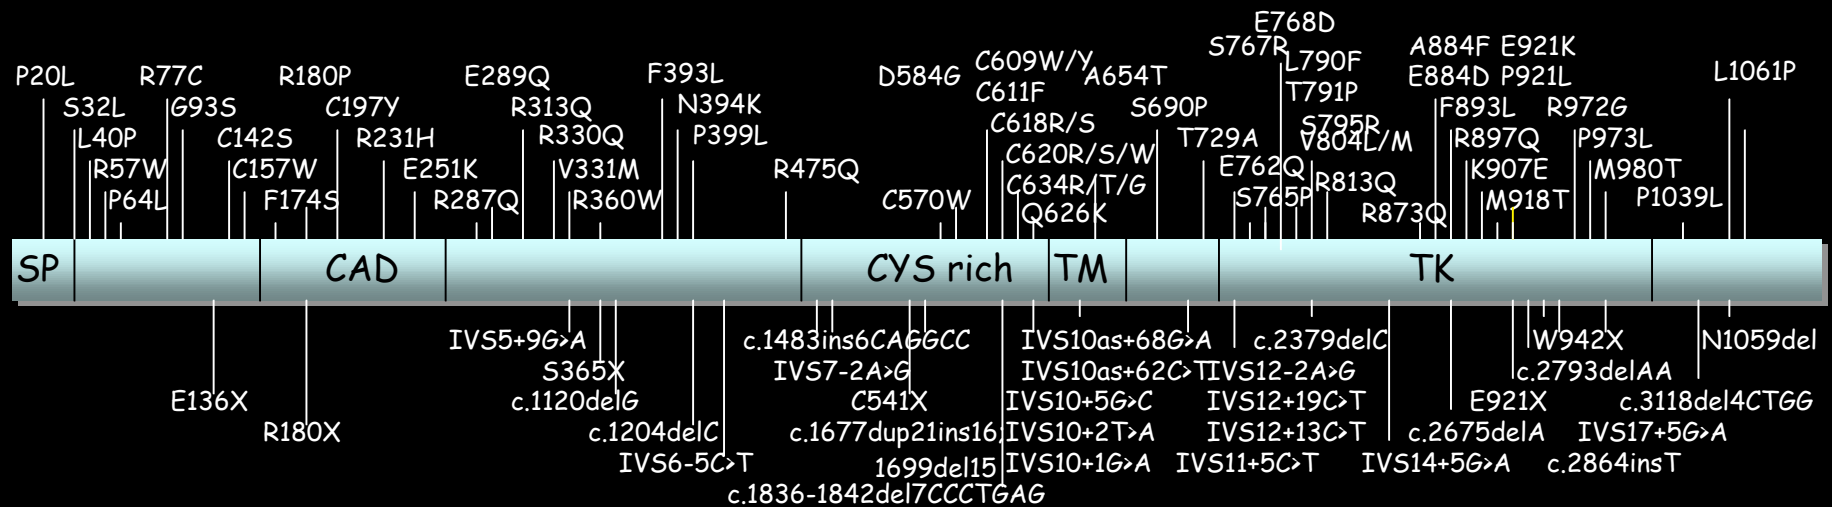 E768D
S767R
A884F E921K
L790F
C609W/Y
F393L
L1061P
P20L
R77C
R180P
E289Q
D584G
A654T
E884D P921L
C611F
T791P
S32L
G93S
C197Y
R313Q
N394K
S690P
F893L
R972G
C618R/S
S795R
L40P
C142S
R231H
R330Q
P399L
T729A
V804L/M
R897Q
P973L
C620R/S/W
R57W
C157W
E251K
V331M
R475Q
E762Q
K907E
M980T
C634R/T/G
R813Q
P64L
F174S
R287Q
R360W
C570W
S765P
M918T
P1039L
Q626K
R873Q
SP
CAD
CYS rich
TM
TK
IVS5+9G>A
c.1483ins6CAGGCC
IVS10as+68G>A
c.2379delC
W942X
N1059del
S365X
IVS7-2A>G
IVS10as+62C>T
IVS12-2A>G
c.2793delAA
E136X
c.1120delG
C541X
IVS10+5G>C
IVS12+19C>T
E921X
c.3118del4CTGG
R180X
c.1204delC
c.1677dup21ins16;
IVS10+2T>A
IVS12+13C>T
c.2675delA
IVS17+5G>A
IVS6-5C>T
1699del15
IVS10+1G>A
IVS11+5C>T
IVS14+5G>A
c.2864insT
c.1836-1842del7CCCTGAG